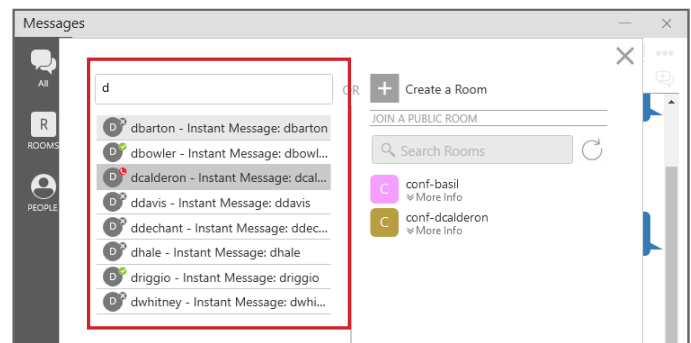 Messages
All
R
ROOMS
PEOPLE
d
D dbarton - Instant Message: dbarton
D dbowler - Instant Message: dbowl...
D dcalderon - Instant Message: dcal...
D ddavis - Instant Message: ddavis
D ddechant - Instant Message: ddec...
D dhale - Instant Message: dhale
D driggio - Instant Message: driggio
D dwhitney - Instant Message: dwhi...
OR
Create a Room
JOIN A PUBLIC ROOM
Search Rooms
C conf-basil
More Info
C conf-dcalderon
More Info